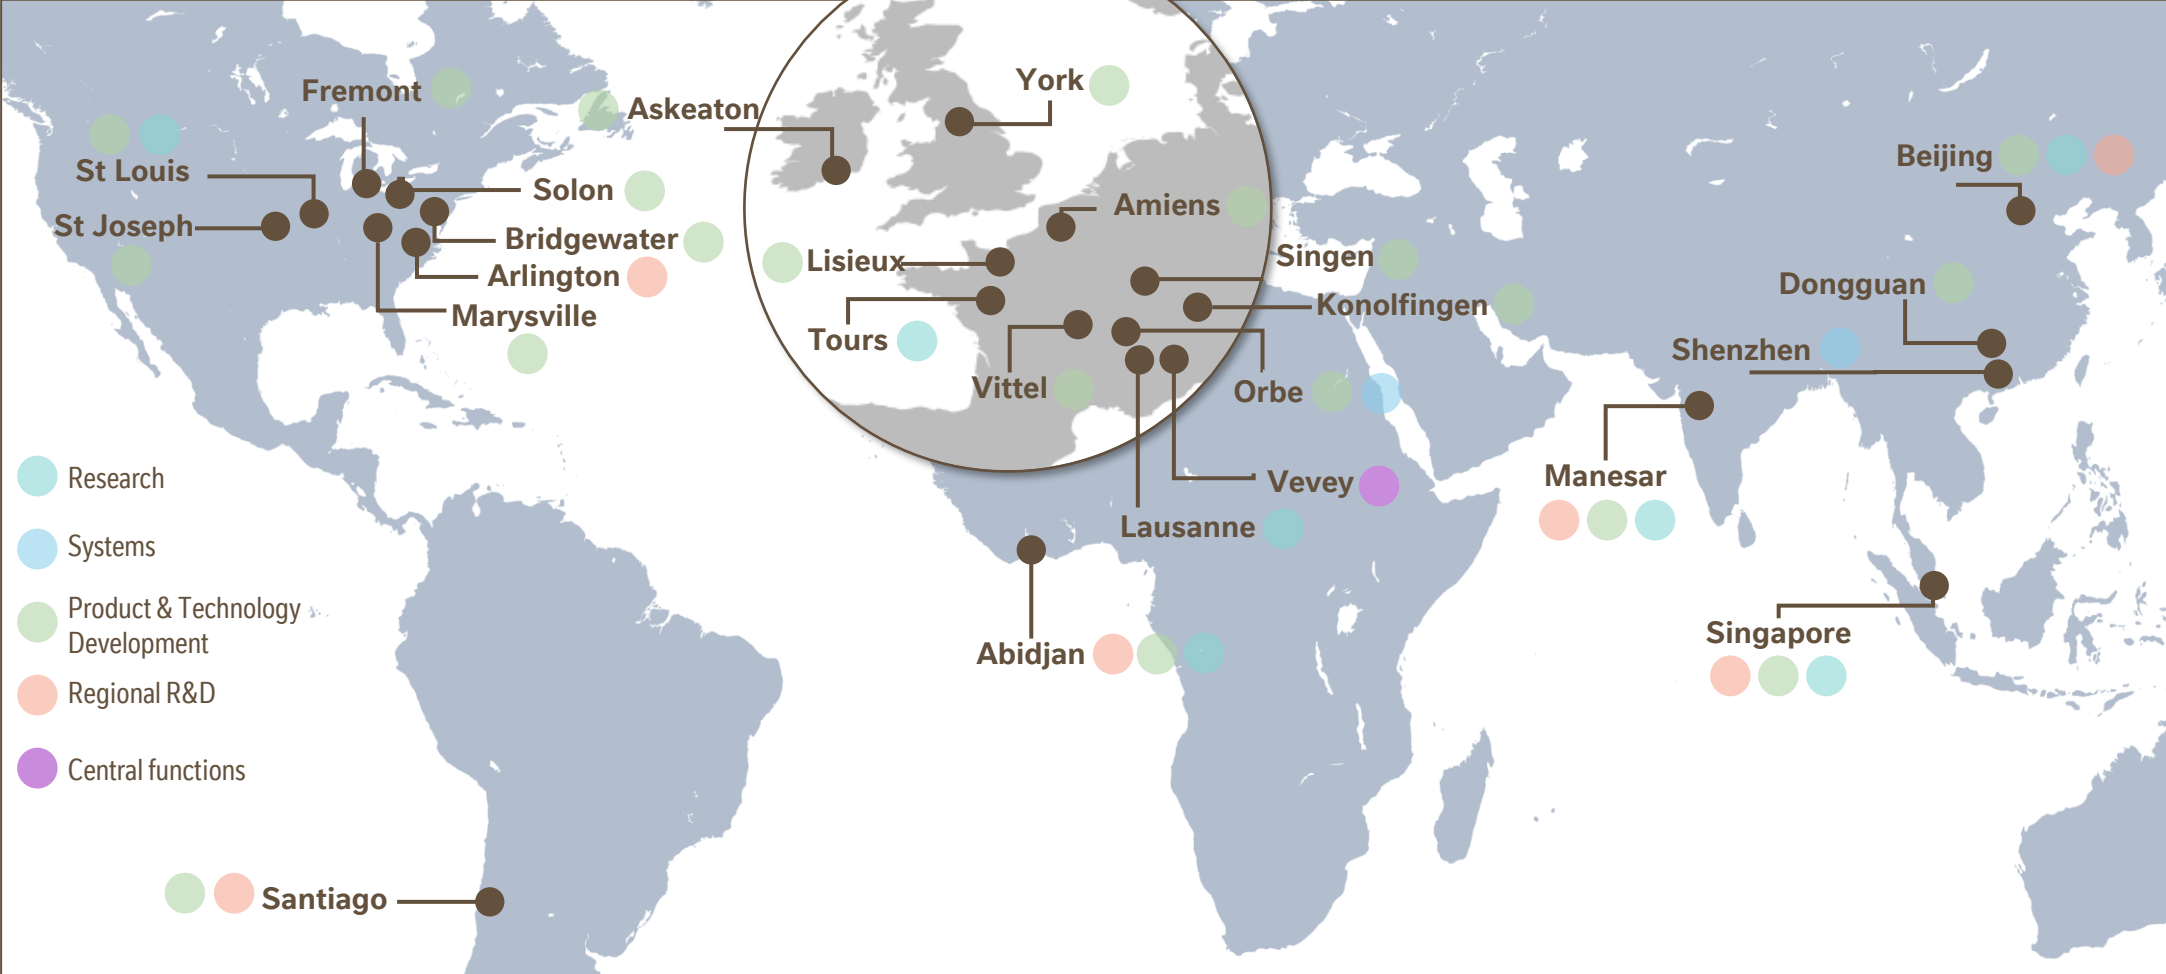 Fremont
St Louis
St Joseph
Solon
Bridgewater
Arlington
Marysville
Askeaton
York
Amiens
Lisieux
Tours
Vittel
Singen
Konolfingen
Orbe
Vevey
Lausanne
Beijing
Dongguan
Shenzhen
Manesar
Singapore
Abidjan
Santiago
Research
Systems
Product & Technology
Development
Regional R&D
Central functions